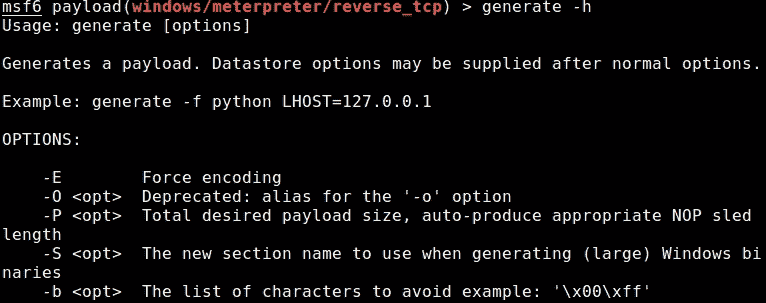 msf6 payload(windows/meterpreter/reverse_tcp) > generate -h
Usage: generate [options]
Generates a payload. Datastore options may be supplied after normal options.
Example: generate -f python LHOST=127.0.0.1
OPTIONS:
-E        Force encoding
-O <opt>  Deprecated: alias for the '-o' option
-P <opt>  Total desired payload size, auto-produce appropriate NOP sled
length
-S <opt>  The new section name to use when generating (large) Windows bi
naries
-b <opt>  The list of characters to avoid example: '\x00\xff'